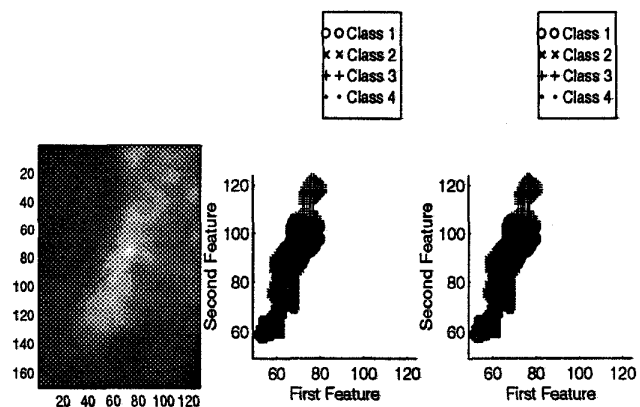 Class 1
Class 2
Class 3
Class 4
Class 1
Class 2
Class 3
Class 4
20
40
60
80
100
120
140
160
20 40 60 80 100 120
Second Feature
120
100
80
60
60 80 100 120
First Feature
Second Feature
120
100
80
60
60 80 100 120
First Feature